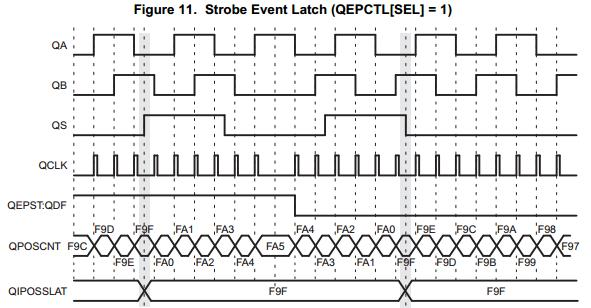 Figure 11. Strobe Event Latch (QEPCTL[SEL] = 1)
QA
QB
QS
QCLK
QEPST:QDF
F9D F9F FA1 FA3 FA4 FA2 FA0 F9E F9C F9A F98
QPOSCNT F9C FA5 F97
F9E FA0 FA2 FA4 FA3 FA1 F9F F9D F9B F99
QIPOSSLAT F9F F9F